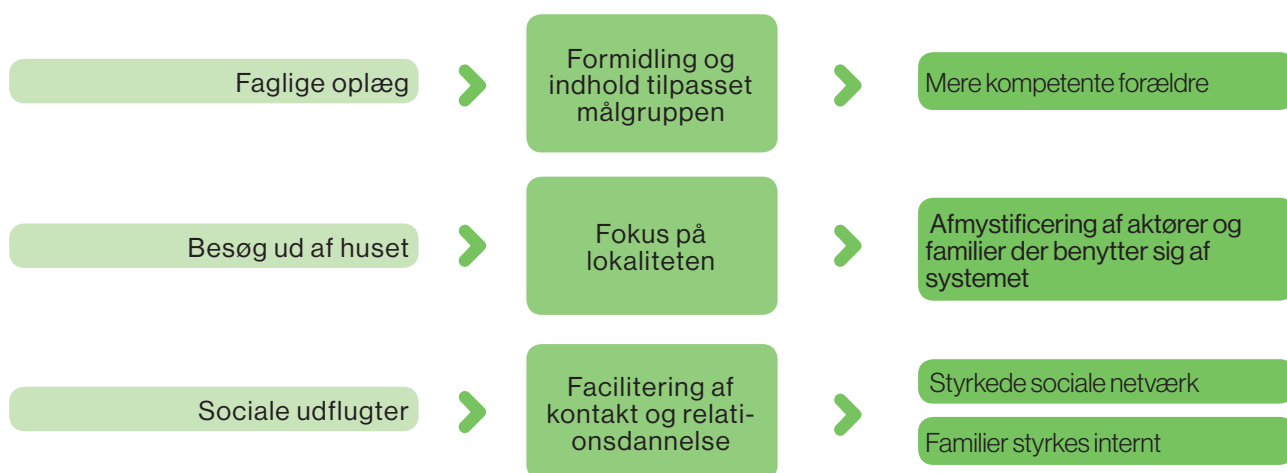 Faglige oplæg
Formidling og
indhold tilpasset
målgruppen
Mere kompetente forældre
Besøg ud af huset
Fokus på
lokaliteten
Afmystificering af aktører og
familier der benytter sig af
systemet
Sociale udflugter
Facilitering af
kontakt og relati-
onsdannelse
Styrkede sociale netværk
Familier styrkes internt